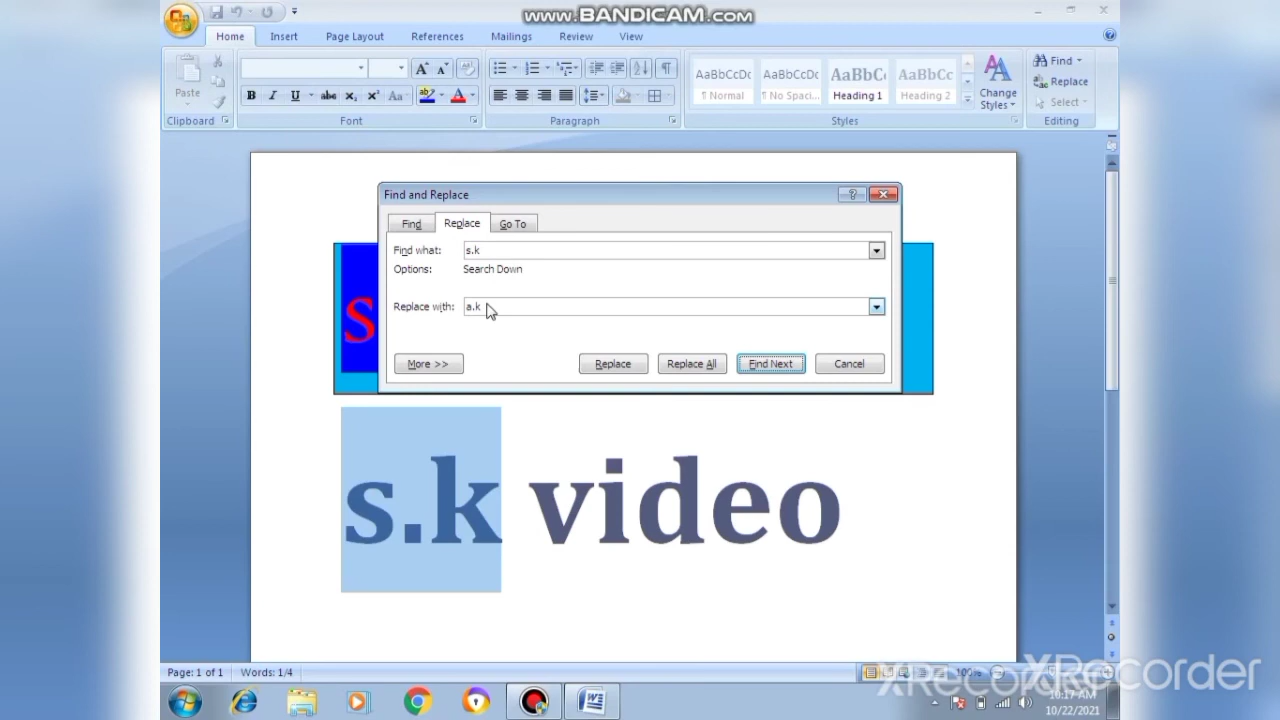 www.BANDICAM.com
Home Insert Page Layout References Mailings Review View
Paste
AaBbCcDc AaBbCcDc AaBbC AaBbCc
¶ Normal ¶ No Spaci... Heading 1 Heading 2
Change Styles
Find
Replace
Select
Clipboard Font Paragraph Styles Editing
Find and Replace
Find Replace Go To
Find what: s.k
Options: Search Down
Replace with: a.k
More >> Replace Replace All Find Next Cancel
s
s.k video
Page: 1 of 1 Words: 1/4 100%
XRecorder
10:17 AM
10/22/2021